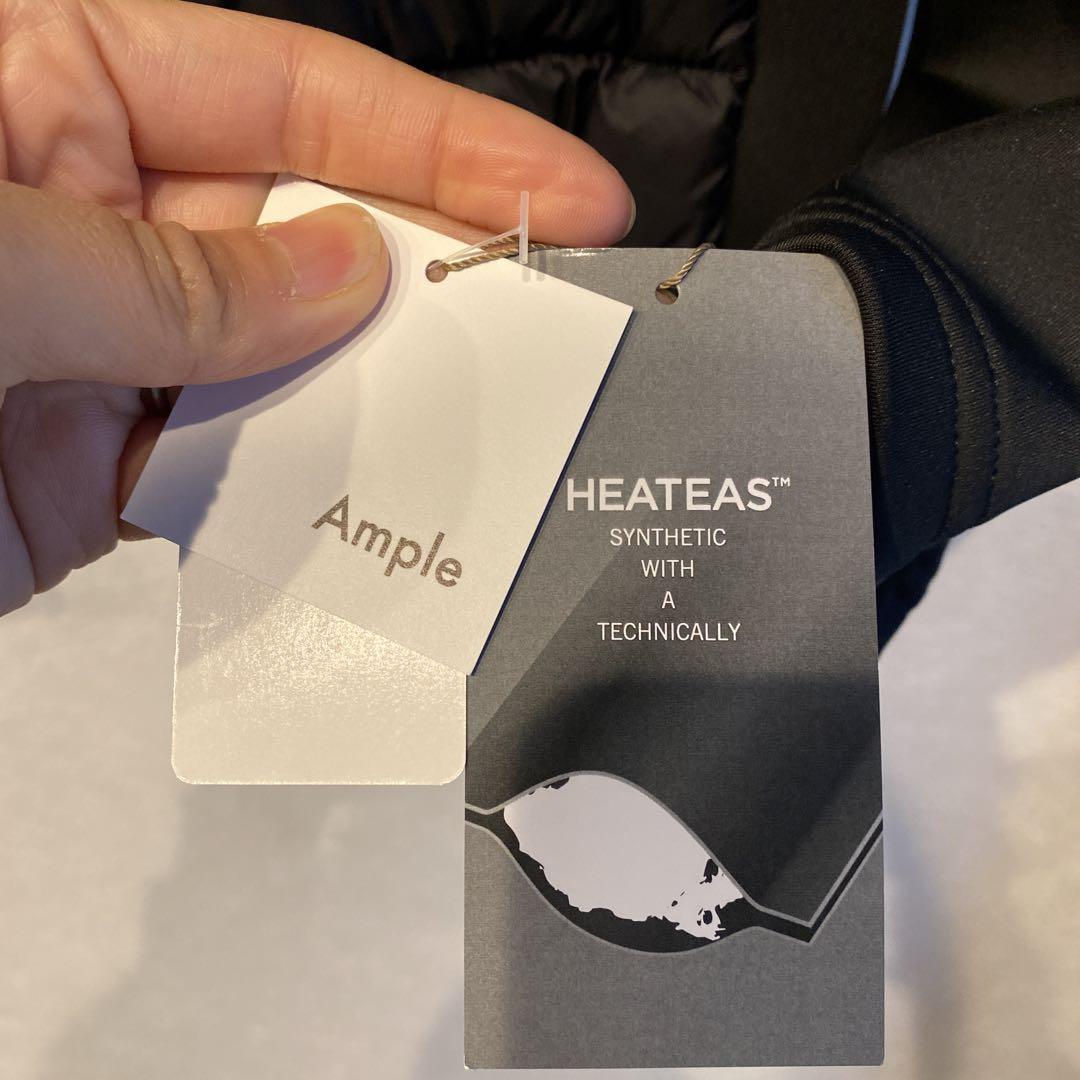 Ample
HEATEAS™
SYNTHETIC
WITH
A
TECHNICALLY